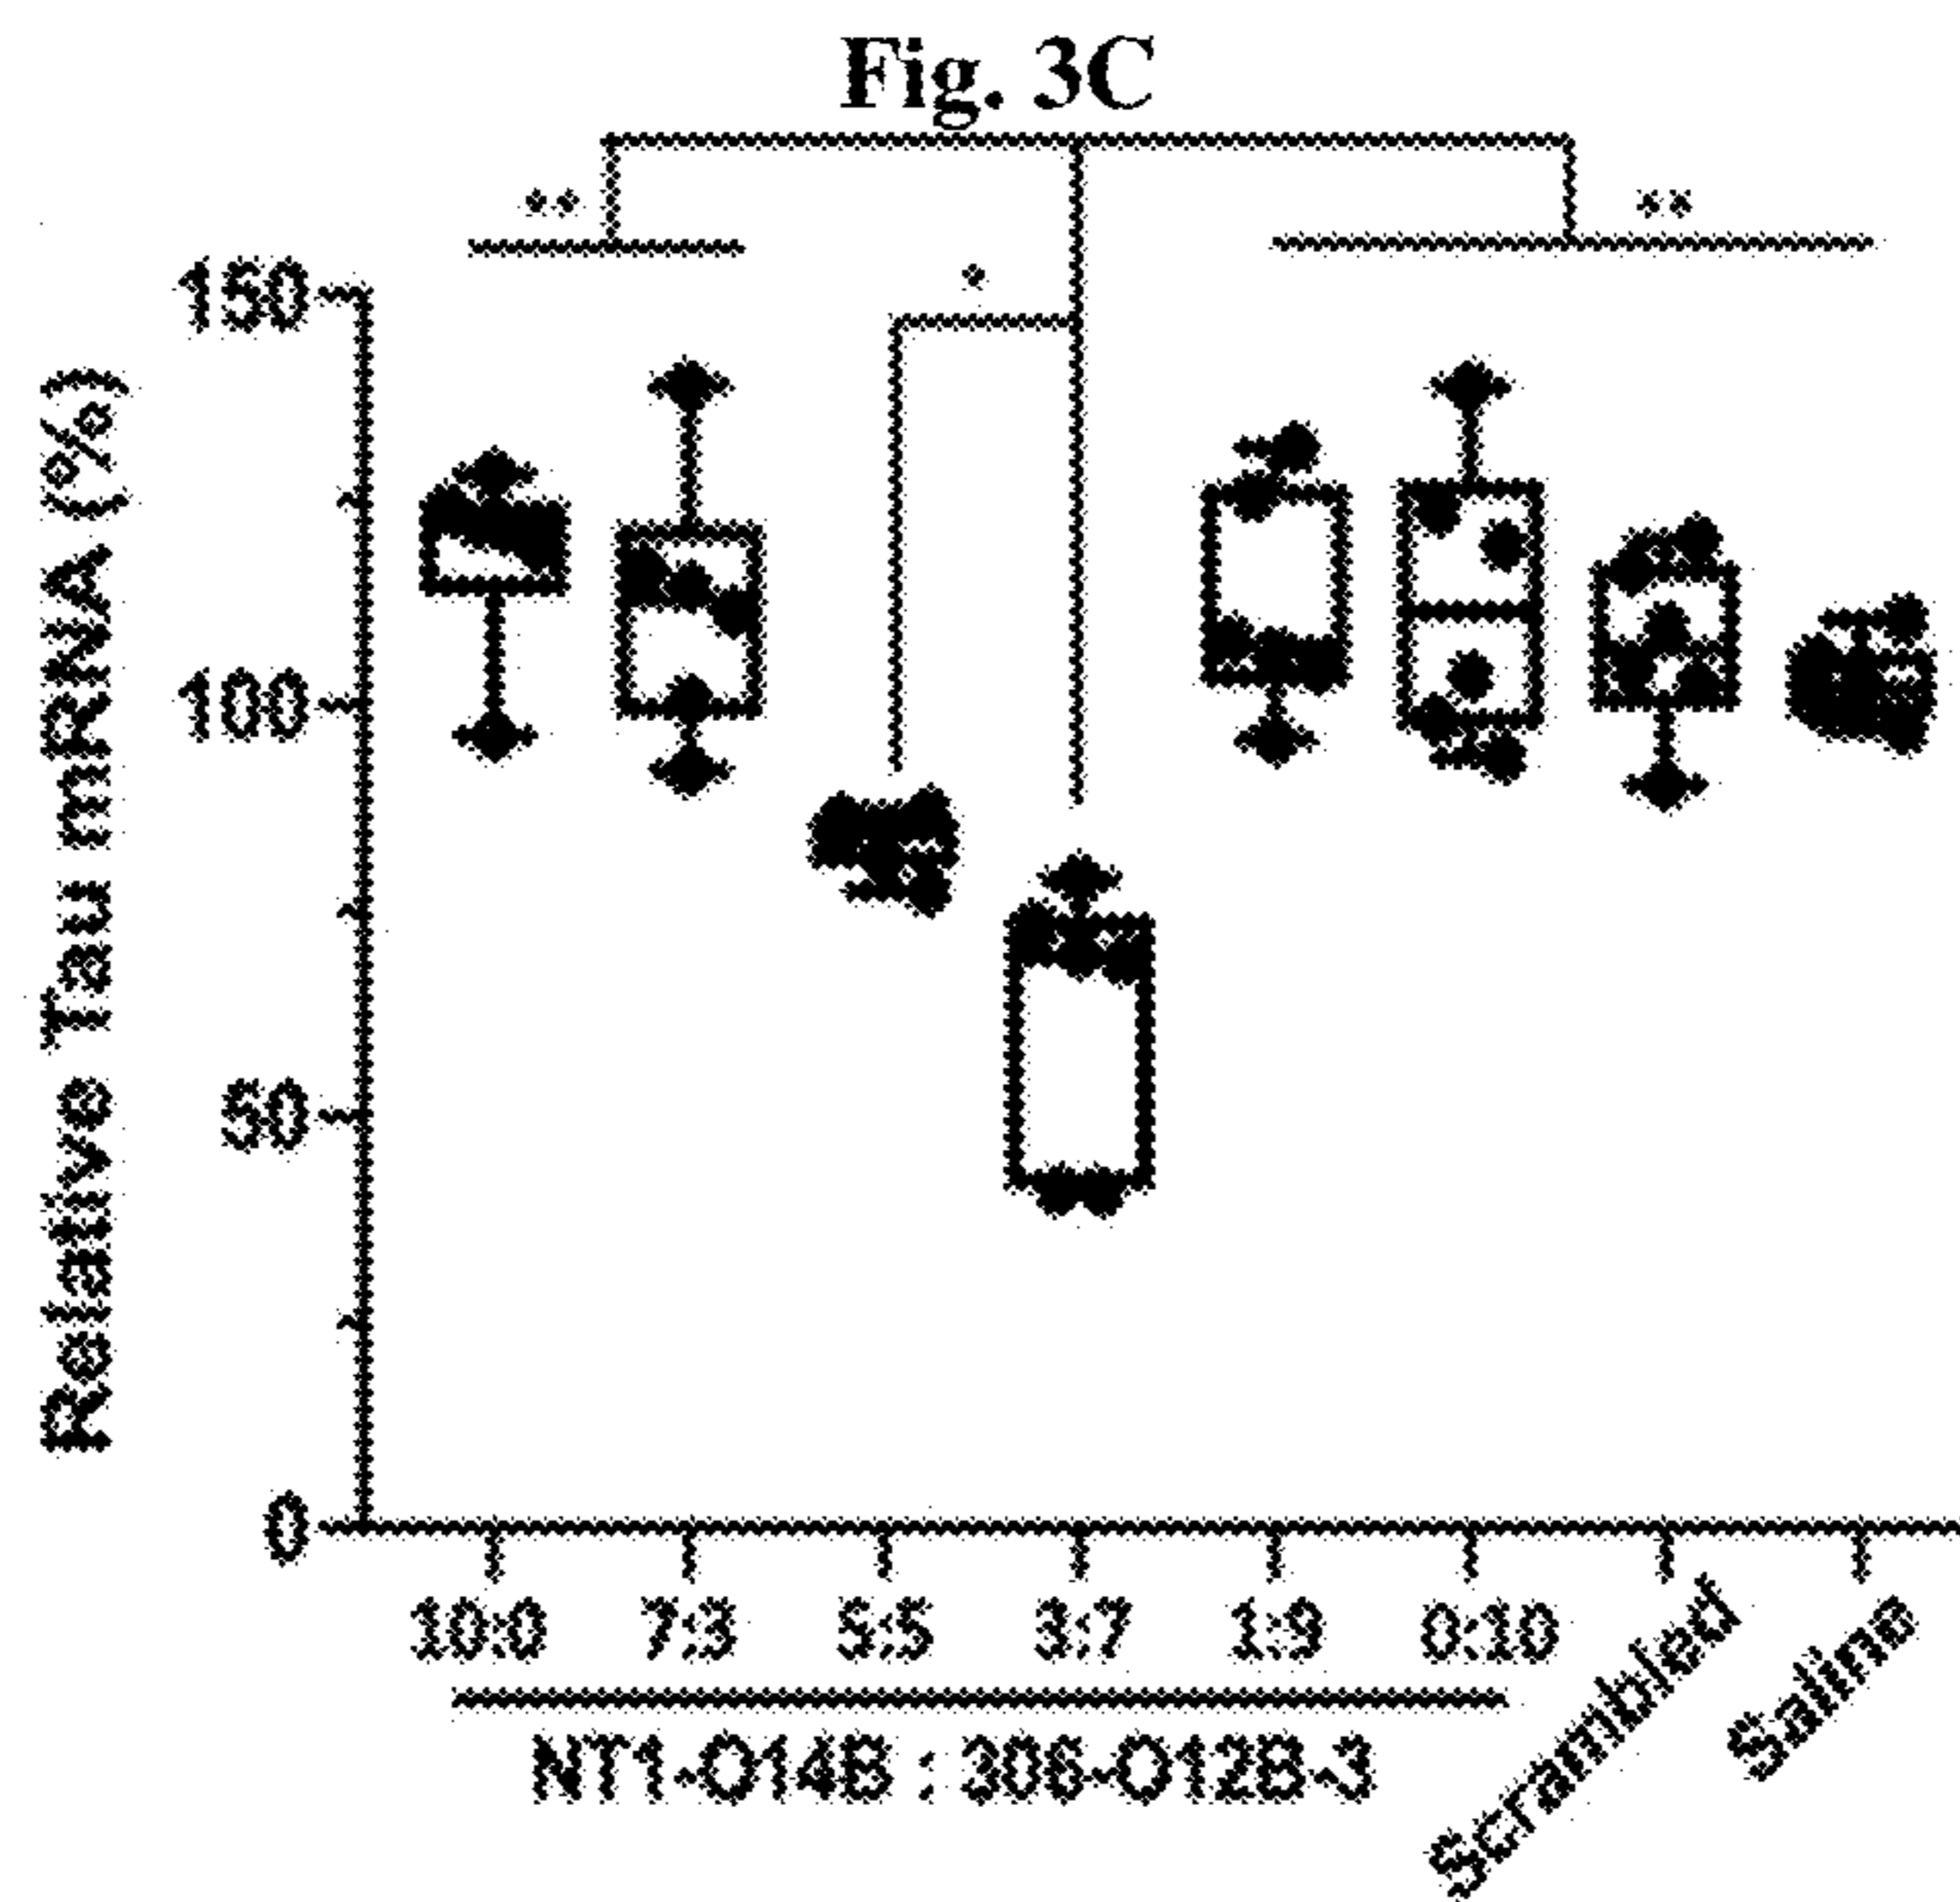 Fig. 3C
** **
*
150
100
50
0
Relative Tau mRNA (%)
10:0 7:3 5:5 3:7 1:9 0:10 Scrambled Saline
NT1-O14B : 306-O12B-3